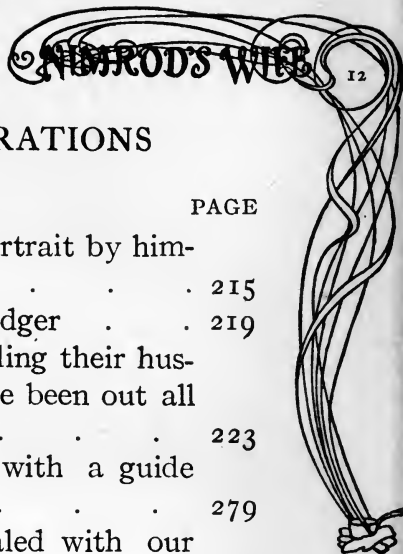 NIMROD'S WIFE
12
RATIONS
PAGE
rtrait by him-
. . . 215
dger . . 219
ling their hus-
e been out all
. . . 223
with a guide
. . . 279
aled with our